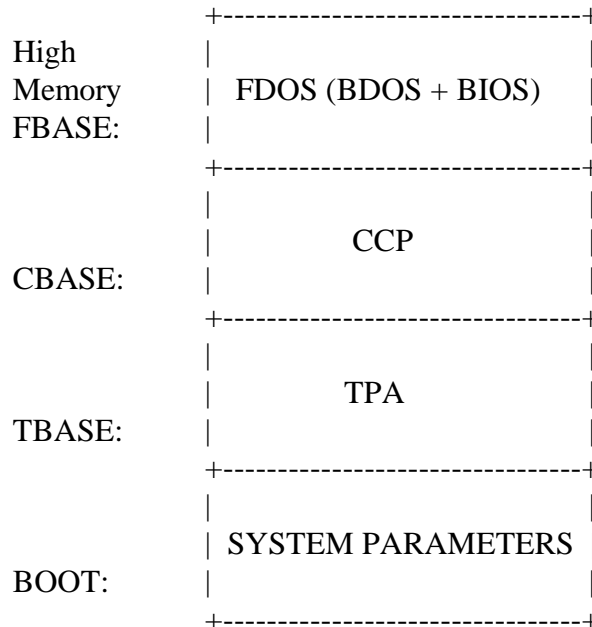 +---------------------------------+
High |
Memory | FDOS (BDOS + BIOS) |
FBASE: | |
+---------------------------------+
| |
| CCP |
CBASE: | |
+---------------------------------+
| |
| TPA |
TBASE: | |
+---------------------------------+
| |
| SYSTEM PARAMETERS |
BOOT: | |
+---------------------------------+